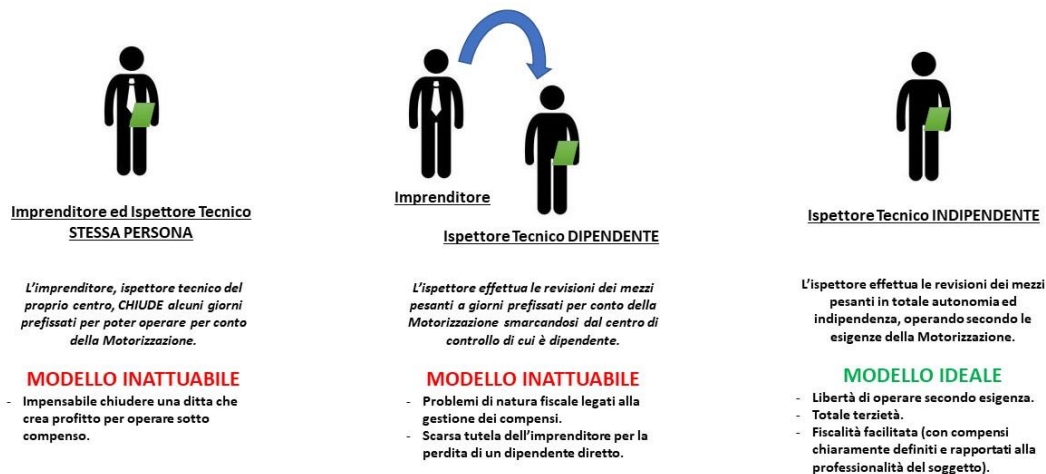 Imprenditore ed Ispettore Tecnico
STESSA PERSONA
L'imprenditore, ispettore tecnico del
proprio centro, CHIUDE alcuni giorni
prefissati per poter operare per conto
della Motorizzazione.
MODELLO INATTUABILE
- Impensabile chiudere una ditta che
crea profitto per operare sotto
compenso.
Imprenditore
Ispettore Tecnico DIPENDENTE
L'ispettore effettua le revisioni dei mezzi
pesanti a giorni prefissati per conto della
Motorizzazione smarcandosi dal centro di
controllo di cui è dipendente.
MODELLO INATTUABILE
- Problemi di natura fiscale legati alla
gestione dei compensi.
- Scarsa tutela dell'imprenditore per la
perdita di un dipendente diretto.
Ispettore Tecnico INDIPENDENTE
L'ispettore effettua le revisioni dei mezzi
pesanti in totale autonomia ed
indipendenza, operando secondo le
esigenze della Motorizzazione.
MODELLO IDEALE
- Libertà di operare secondo esigenza.
- Totale terzietà.
- Fiscalità facilitata (con compensi
chiaramente definiti e rapportati alla
professionalità del soggetto).